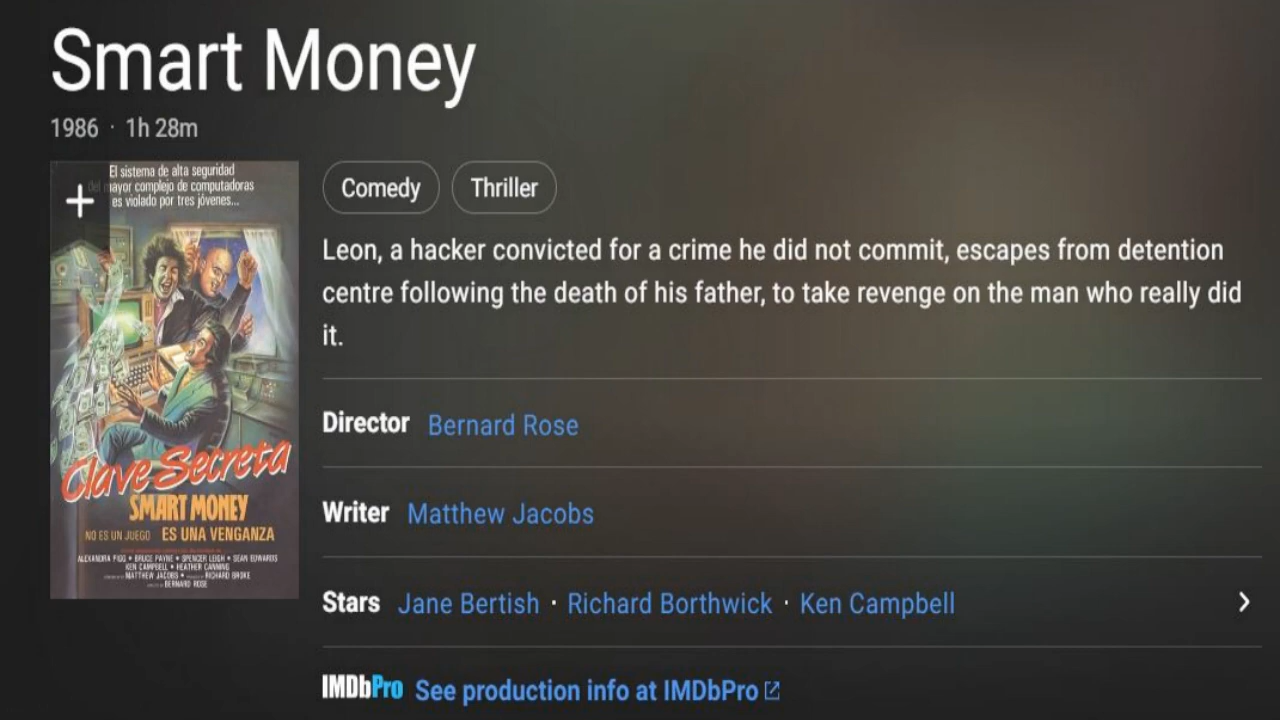 Smart Money
1986 · 1h 28m
El sistema de alta seguridad
del mayor complejo de computadoras
es violado por tres jóvenes...
Clave Secreta
SMART MONEY
NO ES UN JUEGO ES UNA VENGANZA
ALEXANDRA PIGG • BRUCE PAYNE • SPENCER LEIGH • SEAN EDWARDS
KEN CAMPBELL • HEATHER CANNING
MATTHEW JACOBS • RICHARD BROKE
BERNARD ROSE
Comedy Thriller
Leon, a hacker convicted for a crime he did not commit, escapes from detention
centre following the death of his father, to take revenge on the man who really did
it.
Director Bernard Rose
Writer Matthew Jacobs
Stars Jane Bertish · Richard Borthwick · Ken Campbell
IMDbPro See production info at IMDbPro